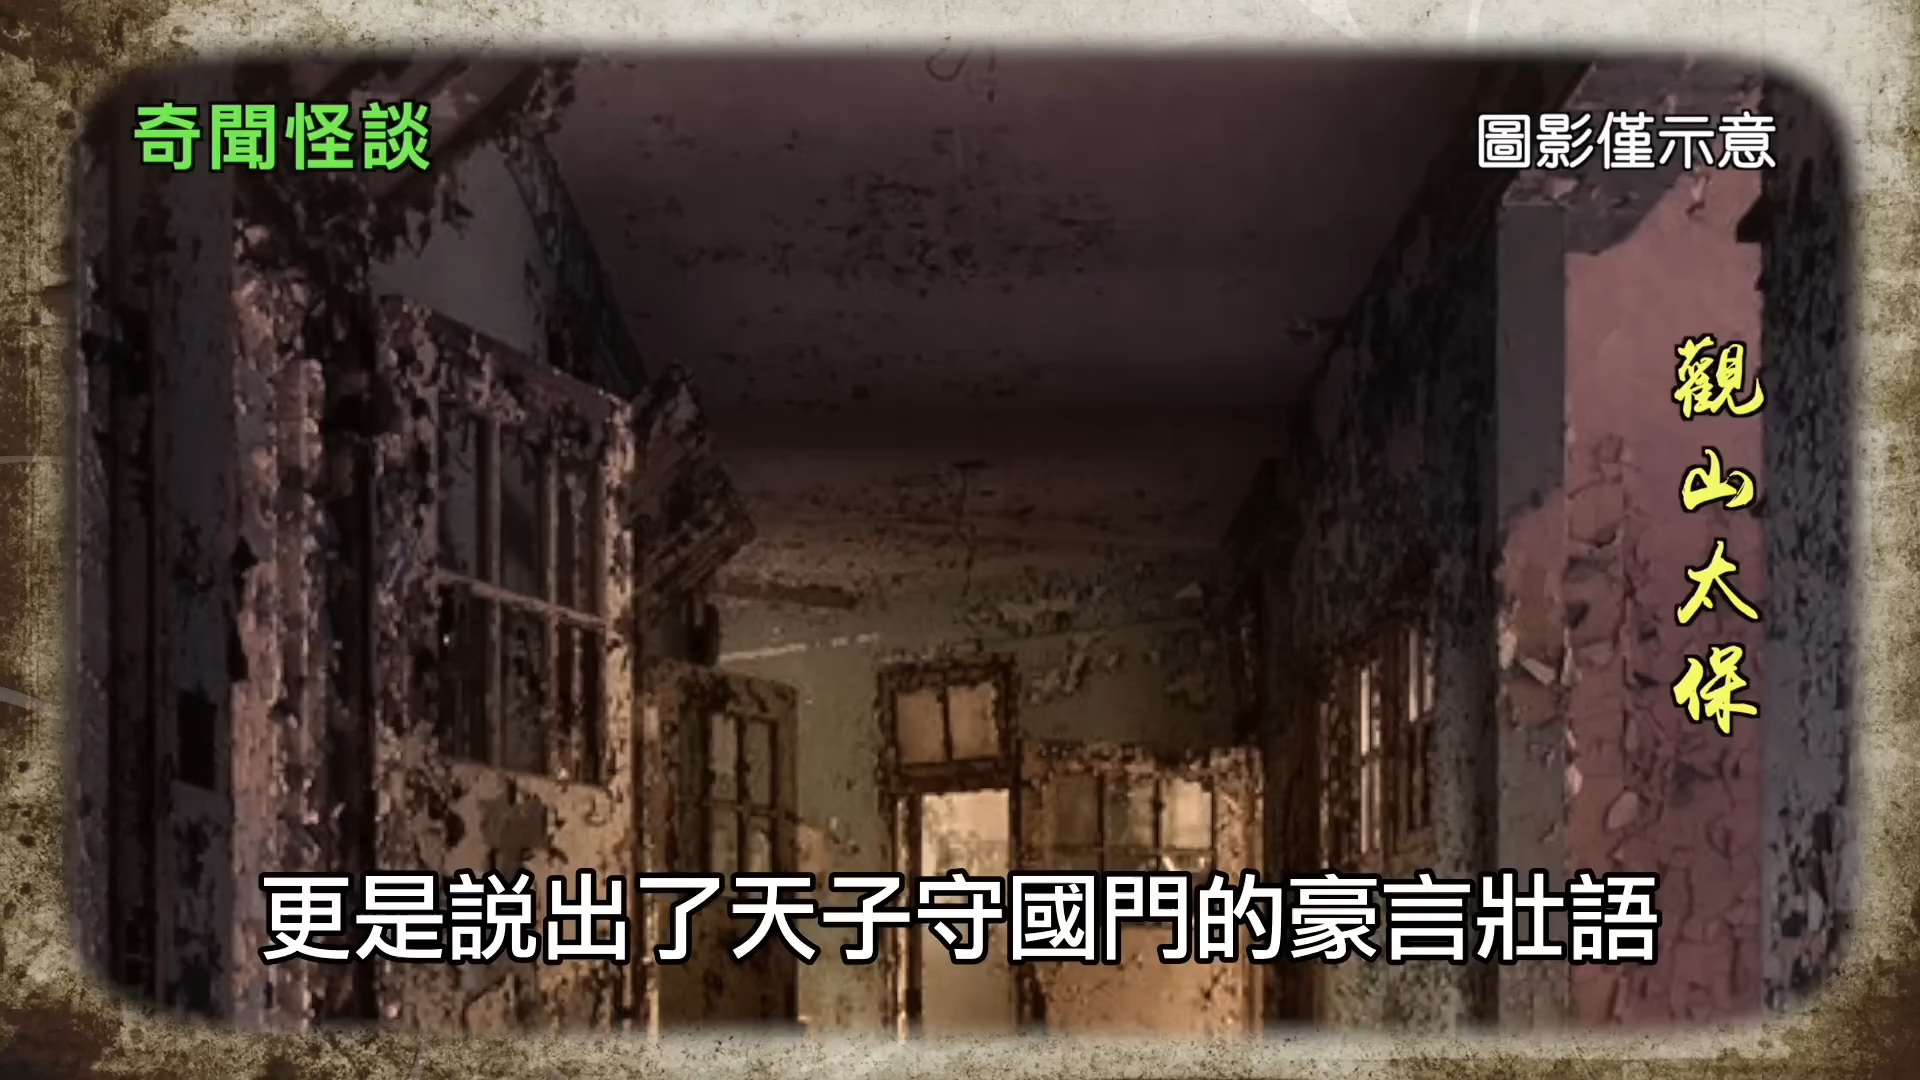 奇聞怪談
圖影僅示意
觀山太保
更是説出了天子守國門的豪言壯語